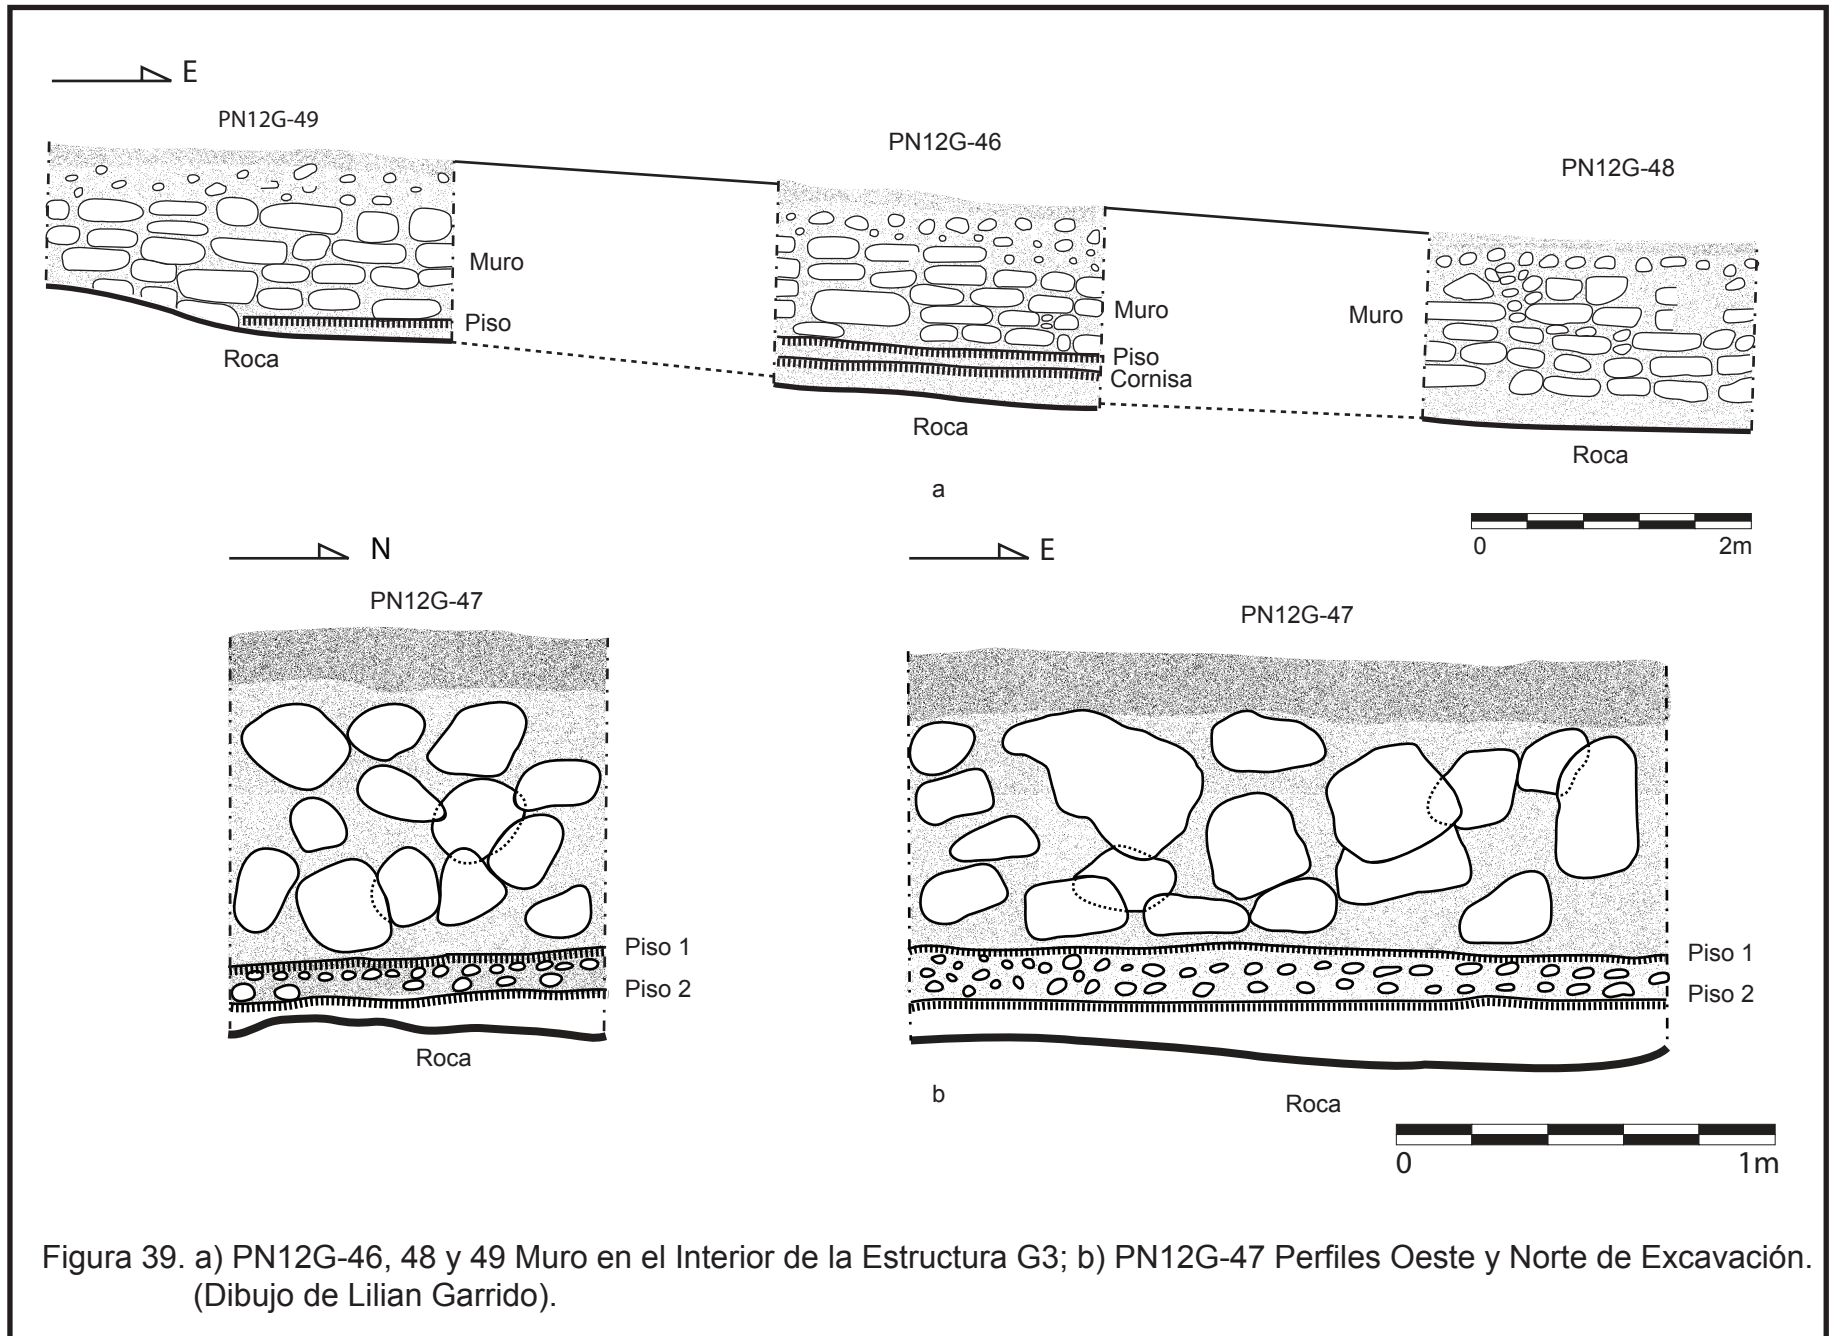 E
PN12G-49
PN12G-46
PN12G-48
Muro
Piso
Roca
Muro
Piso
Cornisa
Roca
Muro
Roca
a
0 2m
N
E
PN12G-47
PN12G-47
Piso 1
Piso 2
Roca
Piso 1
Piso 2
Roca
b
0 1m
Figura 39. a) PN12G-46, 48 y 49 Muro en el Interior de la Estructura G3; b) PN12G-47 Perfiles Oeste y Norte de Excavación.
(Dibujo de Lilian Garrido).